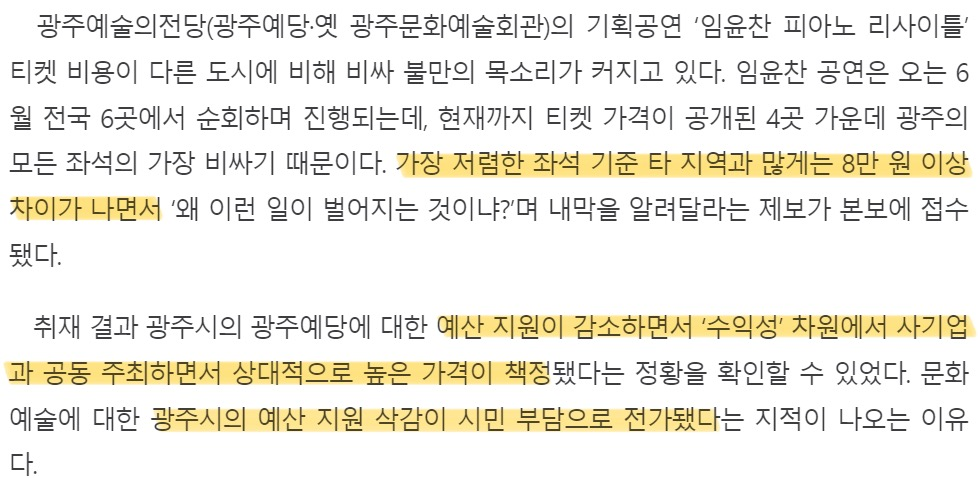 광주예술의전당(광주예당·옛 광주문화예술회관)의 기획공연 ‘임윤찬 피아노 리사이틀’
티켓 비용이 다른 도시에 비해 비싸 불만의 목소리가 커지고 있다. 임윤찬 공연은 오는 6
월 전국 6곳에서 순회하며 진행되는데, 현재까지 티켓 가격이 공개된 4곳 가운데 광주의
모든 좌석의 가장 비싸기 때문이다. 가장 저렴한 좌석 기준 타 지역과 많게는 8만 원 이상
차이가 나면서 ‘왜 이런 일이 벌어지는 것이냐?’며 내막을 알려달라는 제보가 본보에 접수
됐다.
취재 결과 광주시의 광주예당에 대한 예산 지원이 감소하면서 ‘수익성’ 차원에서 사기업
과 공동 주최하면서 상대적으로 높은 가격이 책정됐다는 정황을 확인할 수 있었다. 문화
예술에 대한 광주시의 예산 지원 삭감이 시민 부담으로 전가됐다는 지적이 나오는 이유
다.